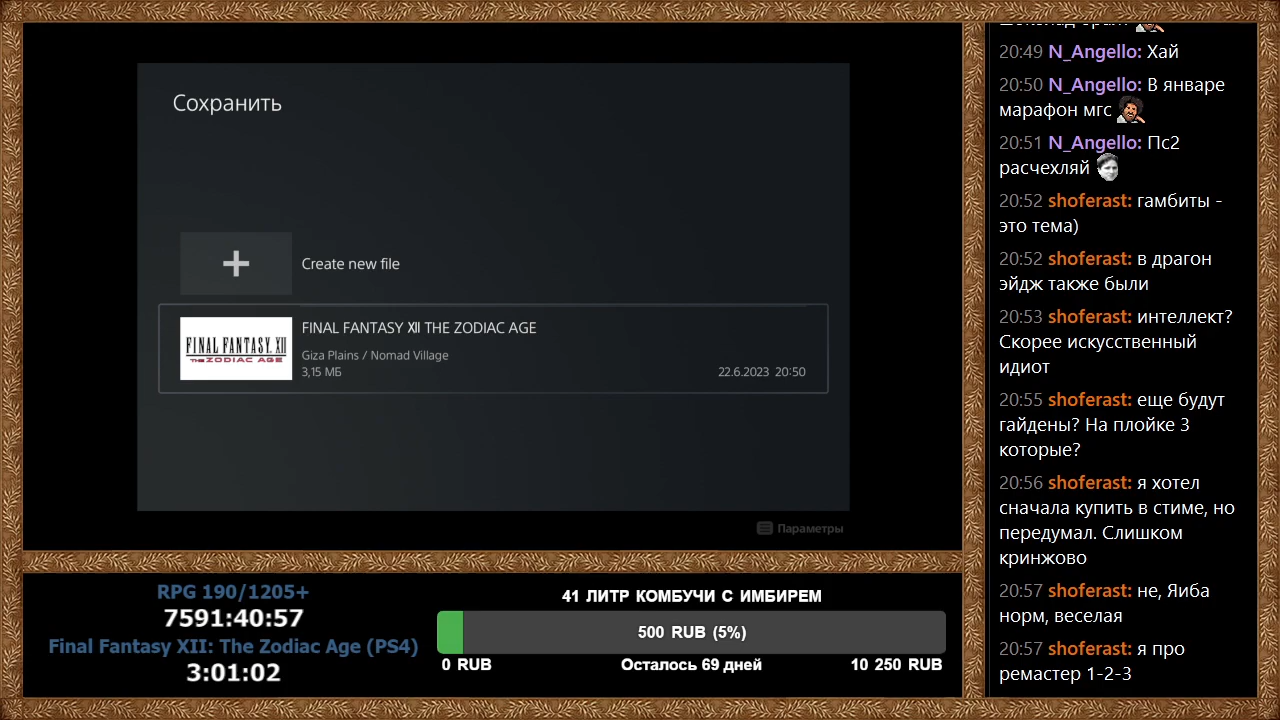 Сохранить
Create new file
FINAL FANTASY XII
THE ZODIAC AGE
FINAL FANTASY XII THE ZODIAC AGE
Giza Plains / Nomad Village
3,15 МБ
22.6.2023 20:50
Параметры
RPG 190/1205+
7591:40:57
Final Fantasy XII: The Zodiac Age (PS4)
3:01:02
41 ЛИТР КОМБУЧИ С ИМБИРЕМ
500 RUB (5%)
0 RUB
Осталось 69 дней
10 250 RUB
20:49 N_Angello: Хай
20:50 N_Angello: В январе
марафон мгс
20:51 N_Angello: Пс2
расчехляй
20:52 shoferast: гамбиты -
это тема)
20:52 shoferast: в драгон
эйдж также были
20:53 shoferast: интеллект?
Скорее искусственный
идиот
20:55 shoferast: еще будут
гайдены? На плойке 3
которые?
20:56 shoferast: я хотел
сначала купить в стиме, но
передумал. Слишком
кринжово
20:57 shoferast: не, Яиба
норм, веселая
20:57 shoferast: я про
ремастер 1-2-3